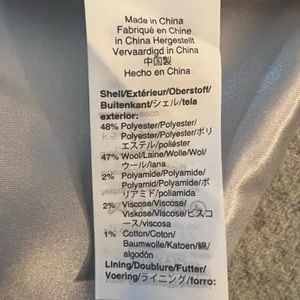 Made in China
Fabriqué en Chine
in China Hergestellt
Vervaardigd in China
中国製
Hecho en China
Shell/Extérieur/Oberstoff/
Buitenkant/シェル/tela
exterior:
48% Polyester/Polyester/
Polyester/Polyester/ポリ
エステル/poliéster
47% Wool/Laine/Wolle/Wol/
ウール/lana
2% Polyamide/Polyamide/
Polyamid/Polyamide/ポ
リアミド/poliamida
2% Viscose/Viscose/
Viskose/Viscose/ビスコ
ース/viscosa
1% Cotton/Coton/
Baumwolle/Katoen/綿/
algodón
Lining/Doublure/Futter/
Voering/ライニング/forro: